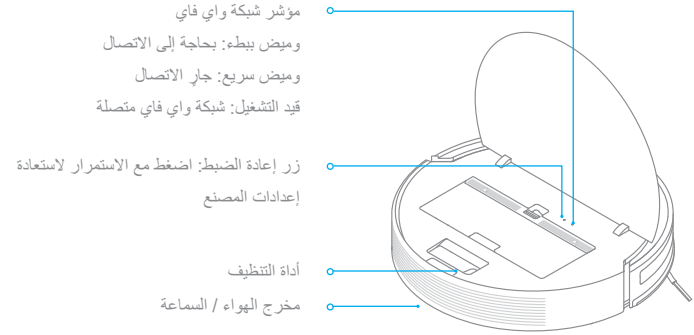 مؤشر شبكة واي فاي
وميض ببطء: بحاجة إلى الاتصال
وميض سريع: جارِ الاتصال
قيد التشغيل: شبكة واي فاي متصلة
زر إعادة الضبط: اضغط مع الاستمرار لاستعادة
إعدادات المصنع
أداة التنظيف
مخرج الهواء / السماعة